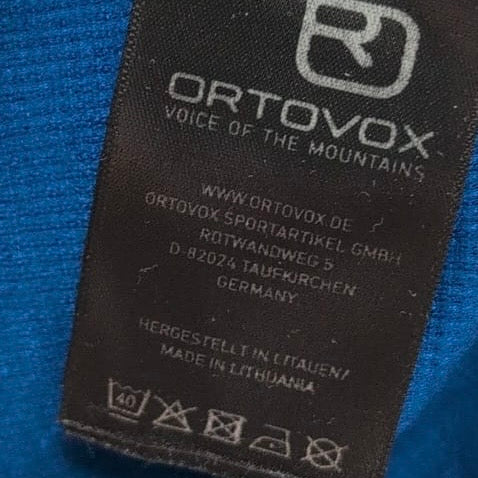 ORTOVOX
VOICE OF THE MOUNTAINS
WWW.ORTOVOX.DE
ORTOVOX SPORTARTIKEL GMBH
ROTWANDWEG 5
D-82024 TAUFKIRCHEN
GERMANY
HERGESTELLT IN LITAUEN/
MADE IN LITHUANIA
40